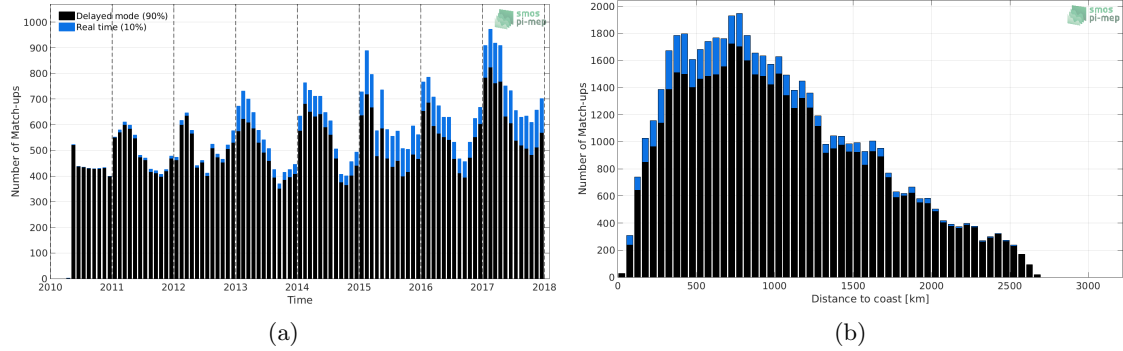 Delayed mode (90%)
Real time (10%)
smos
pi-mep
Number of Match-ups
1000
900
800
700
600
500
400
300
200
100
0
2010 2011 2012 2013 2014 2015 2016 2017 2018
Time
(a)
smos
pi-mep
Number of Match-ups
2000
1800
1600
1400
1200
1000
800
600
400
200
0
0 500 1000 1500 2000 2500 3000
Distance to coast [km]
(b)